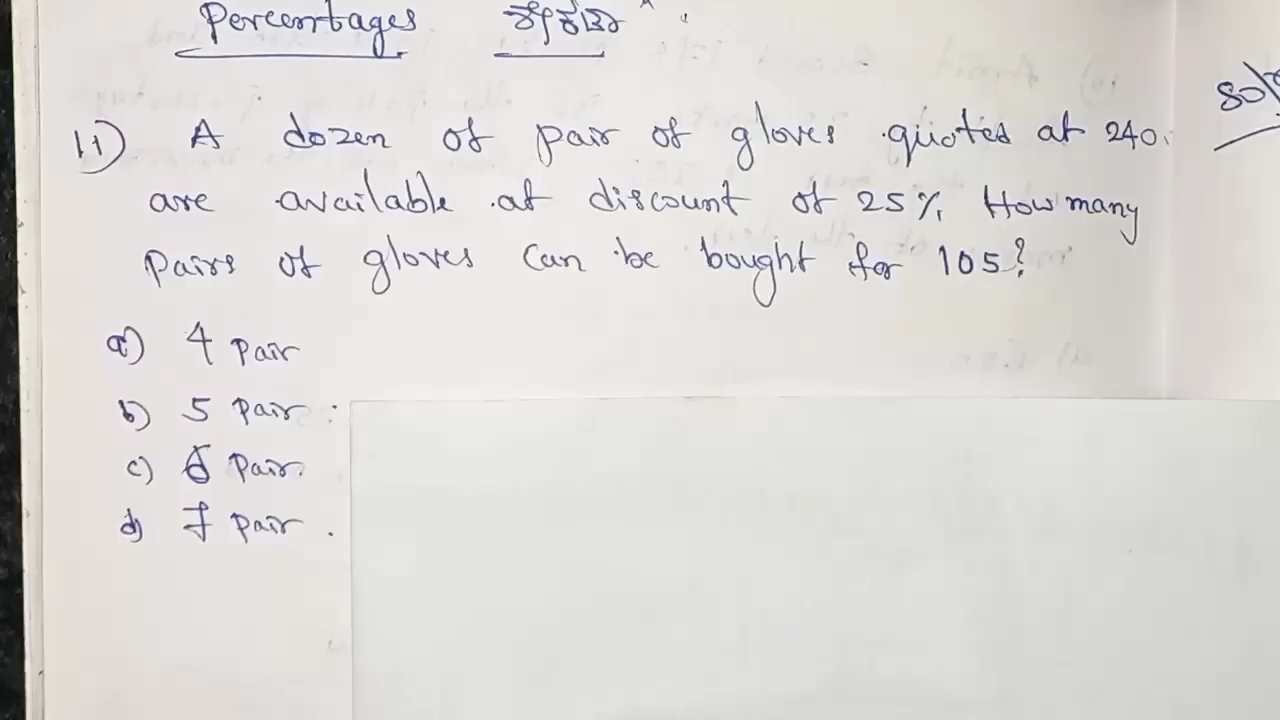 Percentages ಶೇಕಡಾ
11) A dozen of pair of gloves quoted at 240.
are available at discount of 25% How many
Pairs of gloves can be bought for 105?
a) 4 pair
b) 5 pair
c) 6 pair.
d) 7 pair.